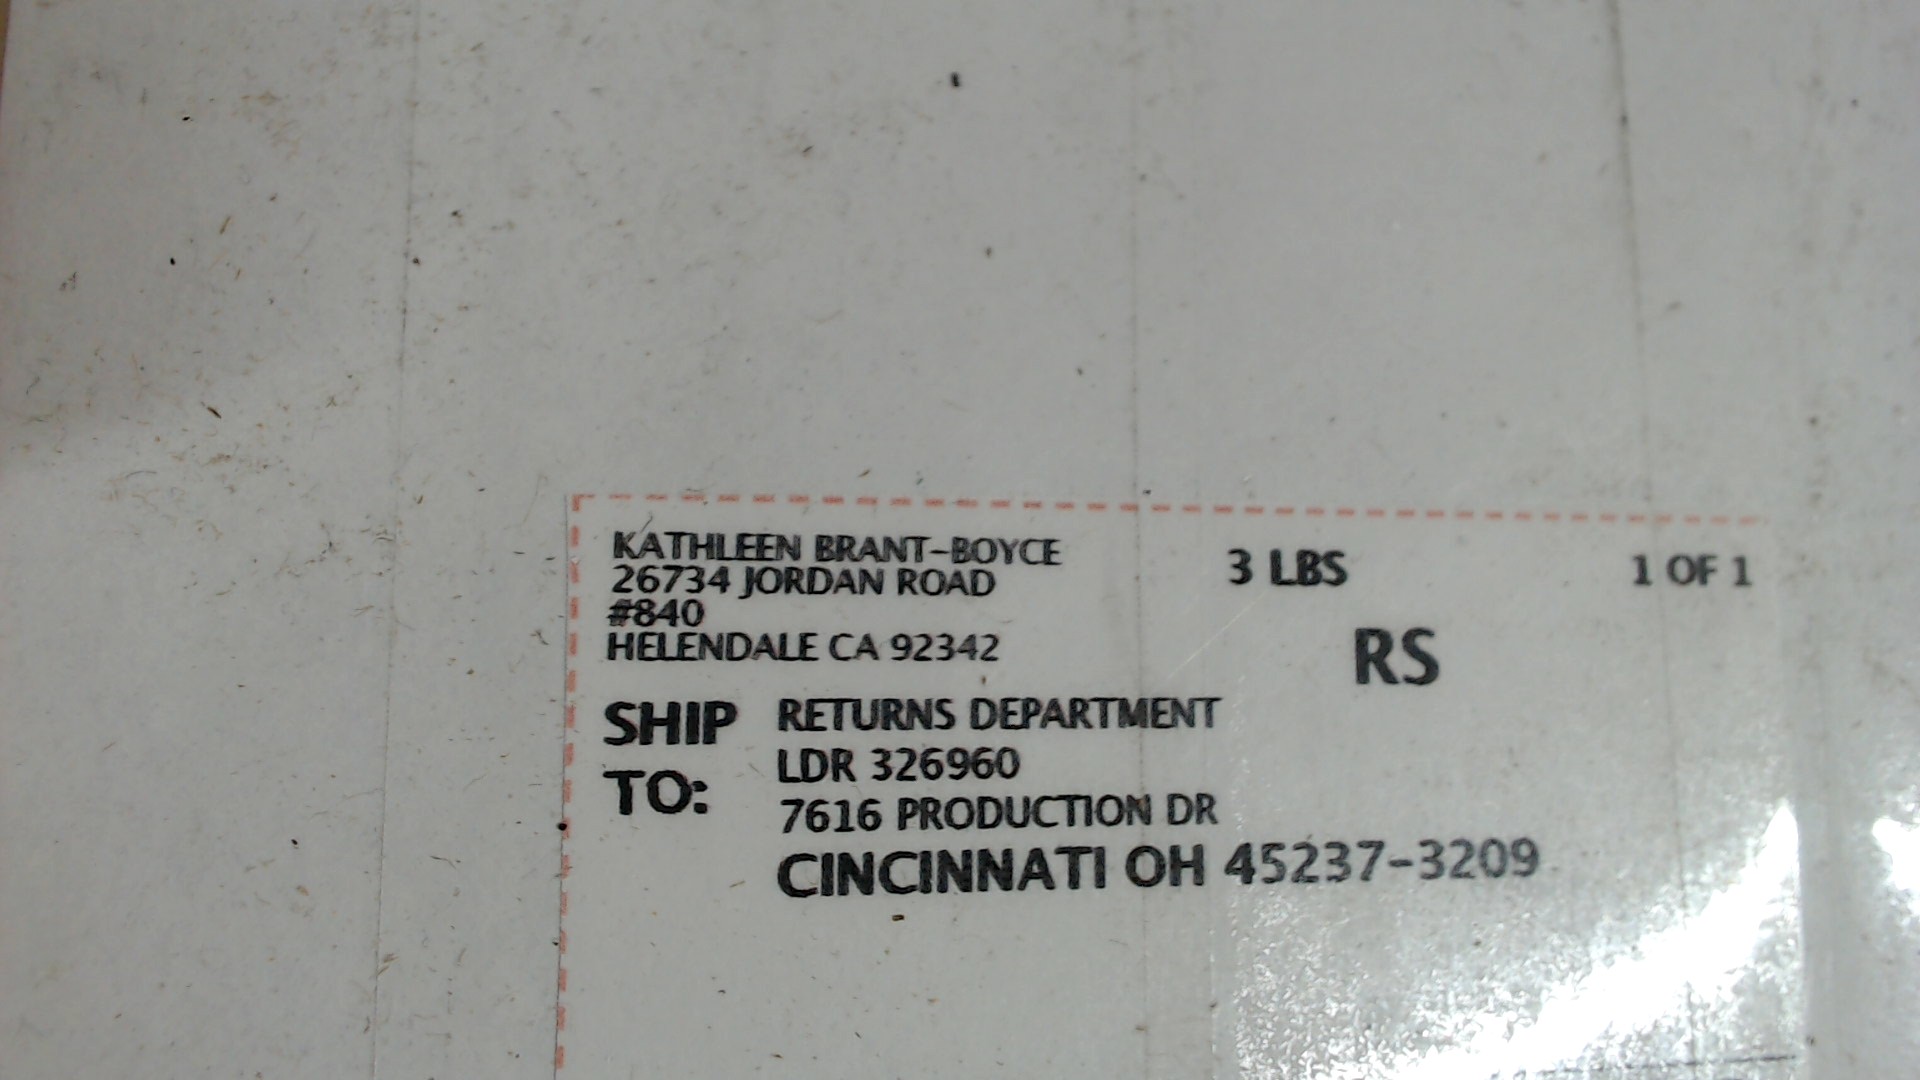 KATHLEEN BRANT-BOYCE
26734 JORDAN ROAD
#840
HELENDALE CA 92342
3 LBS
1 OF 1
RS
SHIP TO:
RETURNS DEPARTMENT
LDR 326960
7616 PRODUCTION DR
CINCINNATI OH 45237-3209